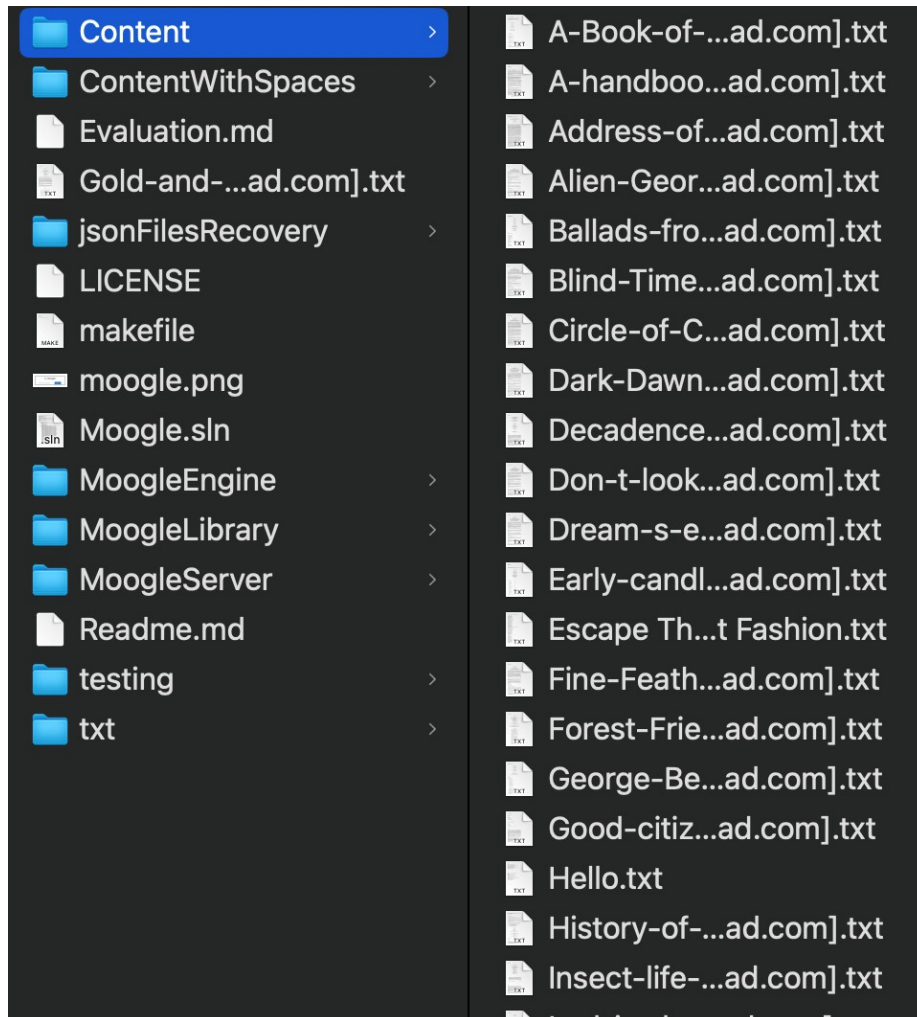 Content
ContentWithSpaces
Evaluation.md
Gold-and-...ad.com].txt
jsonFilesRecovery
LICENSE
makefile
moogle.png
Moogle.sln
MoogleEngine
MoogleLibrary
MoogleServer
Readme.md
testing
txt
A-Book-of-...ad.com].txt
A-handboo...ad.com].txt
Address-of...ad.com].txt
Alien-Geor...ad.com].txt
Ballads-fro...ad.com].txt
Blind-Time...ad.com].txt
Circle-of-C...ad.com].txt
Dark-Dawn...ad.com].txt
Decadence...ad.com].txt
Don-t-look...ad.com].txt
Dream-s-e...ad.com].txt
Early-candl...ad.com].txt
Escape Th...t Fashion.txt
Fine-Feath...ad.com].txt
Forest-Frie...ad.com].txt
George-Be...ad.com].txt
Good-citiz...ad.com].txt
Hello.txt
History-of-...ad.com].txt
Insect-life-...ad.com].txt